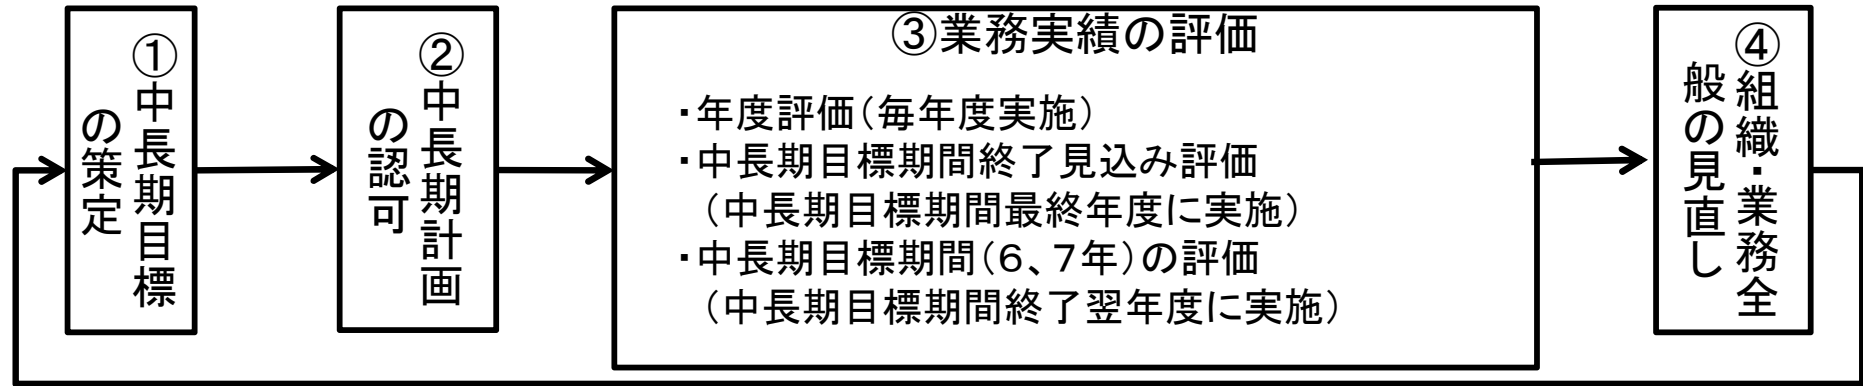 ①中長期目標
の策定
②中長期計画
の認可
③業務実績の評価
・年度評価(毎年度実施)
・中長期目標期間終了見込み評価
(中長期目標期間最終年度に実施)
・中長期目標期間(6、7年)の評価
(中長期目標期間終了翌年度に実施)
④組織・業務全
般の見直し